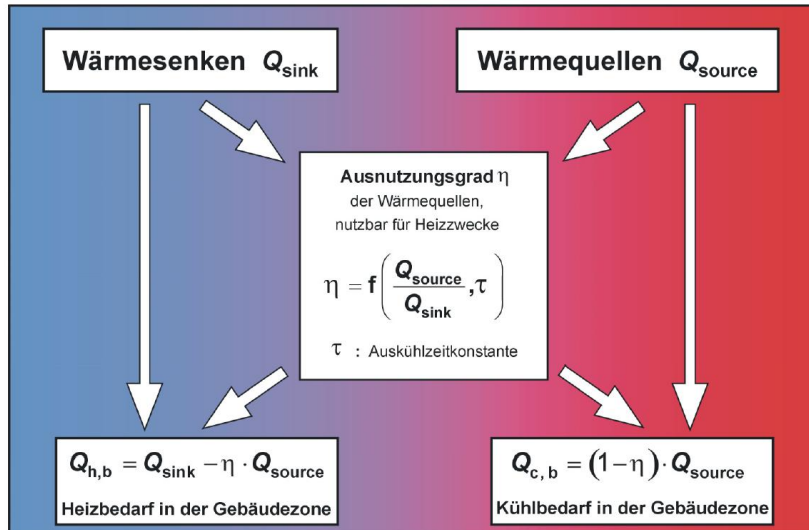 Wärmesenken Q_sink
Wärmequellen Q_source
Ausnutzungsgrad η
der Wärmequellen,
nutzbar für Heizzwecke
η = f(Q_source/Q_sink, τ)
τ : Auskühlzeitkonstante
Q_h,b = Q_sink − η · Q_source
Heizbedarf in der Gebäudezone
Q_c, b = (1−η) · Q_source
Kühlbedarf in der Gebäudezone